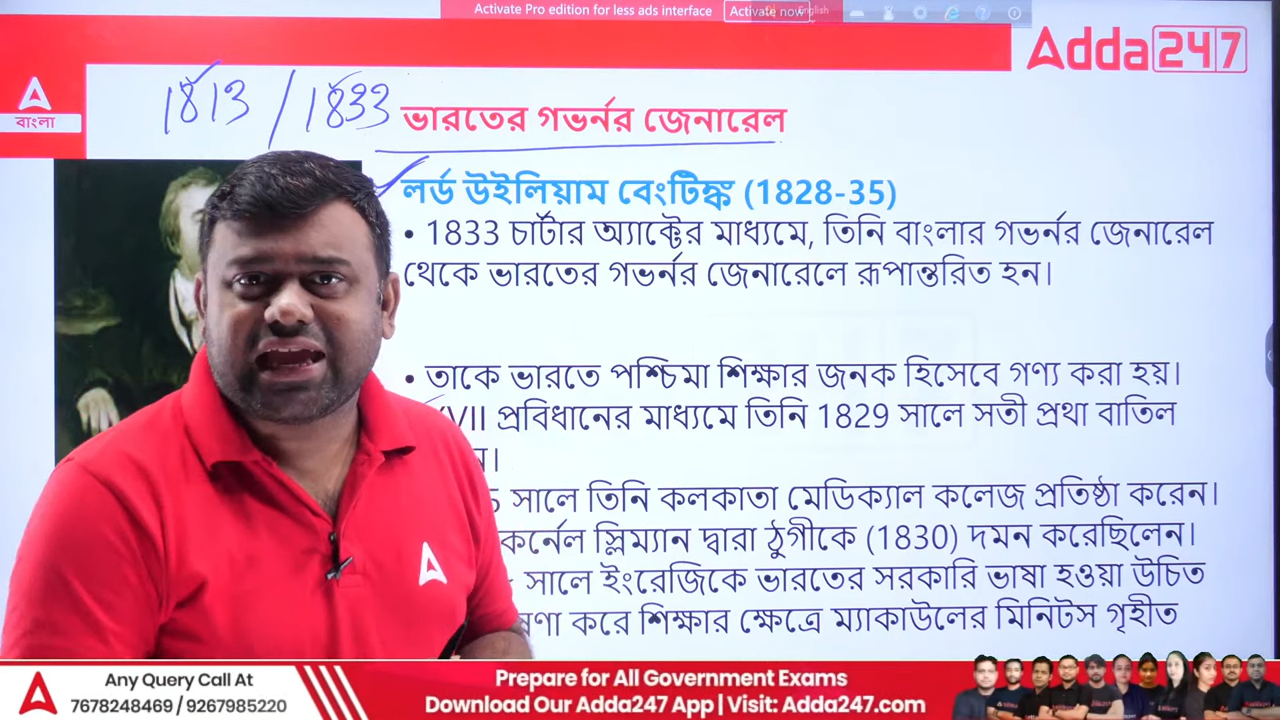 Activate Pro edition for less ads interface
Activate now
English
Adda247
বাংলা
1813 / 1833
ভারতের গভর্নর জেনারেল
লর্ড উইলিয়াম বেংটিঙ্ক (1828-35)
• 1833 চার্টার অ্যাক্টের মাধ্যমে, তিনি বাংলার গভর্নর জেনারেল
থেকে ভারতের গভর্নর জেনারেলে রূপান্তরিত হন।
• তাকে ভারতে পশ্চিমা শিক্ষার জনক হিসেবে গণ্য করা হয়।
XVII প্রবিধানের মাধ্যমে তিনি 1829 সালে সতী প্রথা বাতিল
সালে তিনি কলকাতা মেডিক্যাল কলেজ প্রতিষ্ঠা করেন।
কর্নেল স্লিম্যান দ্বারা ঠুগীকে (1830) দমন করেছিলেন।
সালে ইংরেজিকে ভারতের সরকারি ভাষা হওয়া উচিত
করে শিক্ষার ক্ষেত্রে ম্যাকাউলের মিনিটস গৃহীত
Any Query Call At
7678248469 / 9267985220
Prepare for All Government Exams
Download Our Adda247 App | Visit: Adda247.com